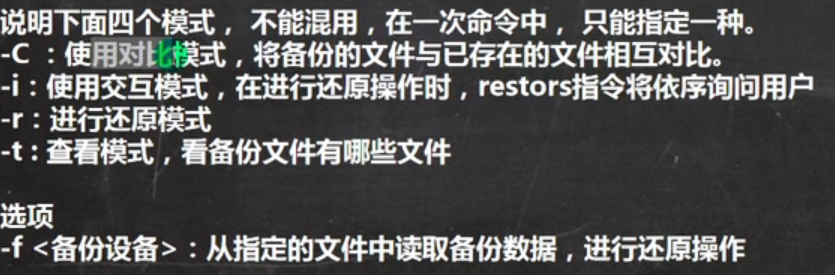 说明下面四个模式， 不能混用，在一次命令中， 只能指定一种。
-C ：使用对比模式，将备份的文件与已存在的文件相互对比。
-i：使用交互模式，在进行还原操作时，restors指令将依序询问用户
-r：进行还原模式
-t : 查看模式，看备份文件有哪些文件
选项
-f <备份设备>：从指定的文件中读取备份数据，进行还原操作